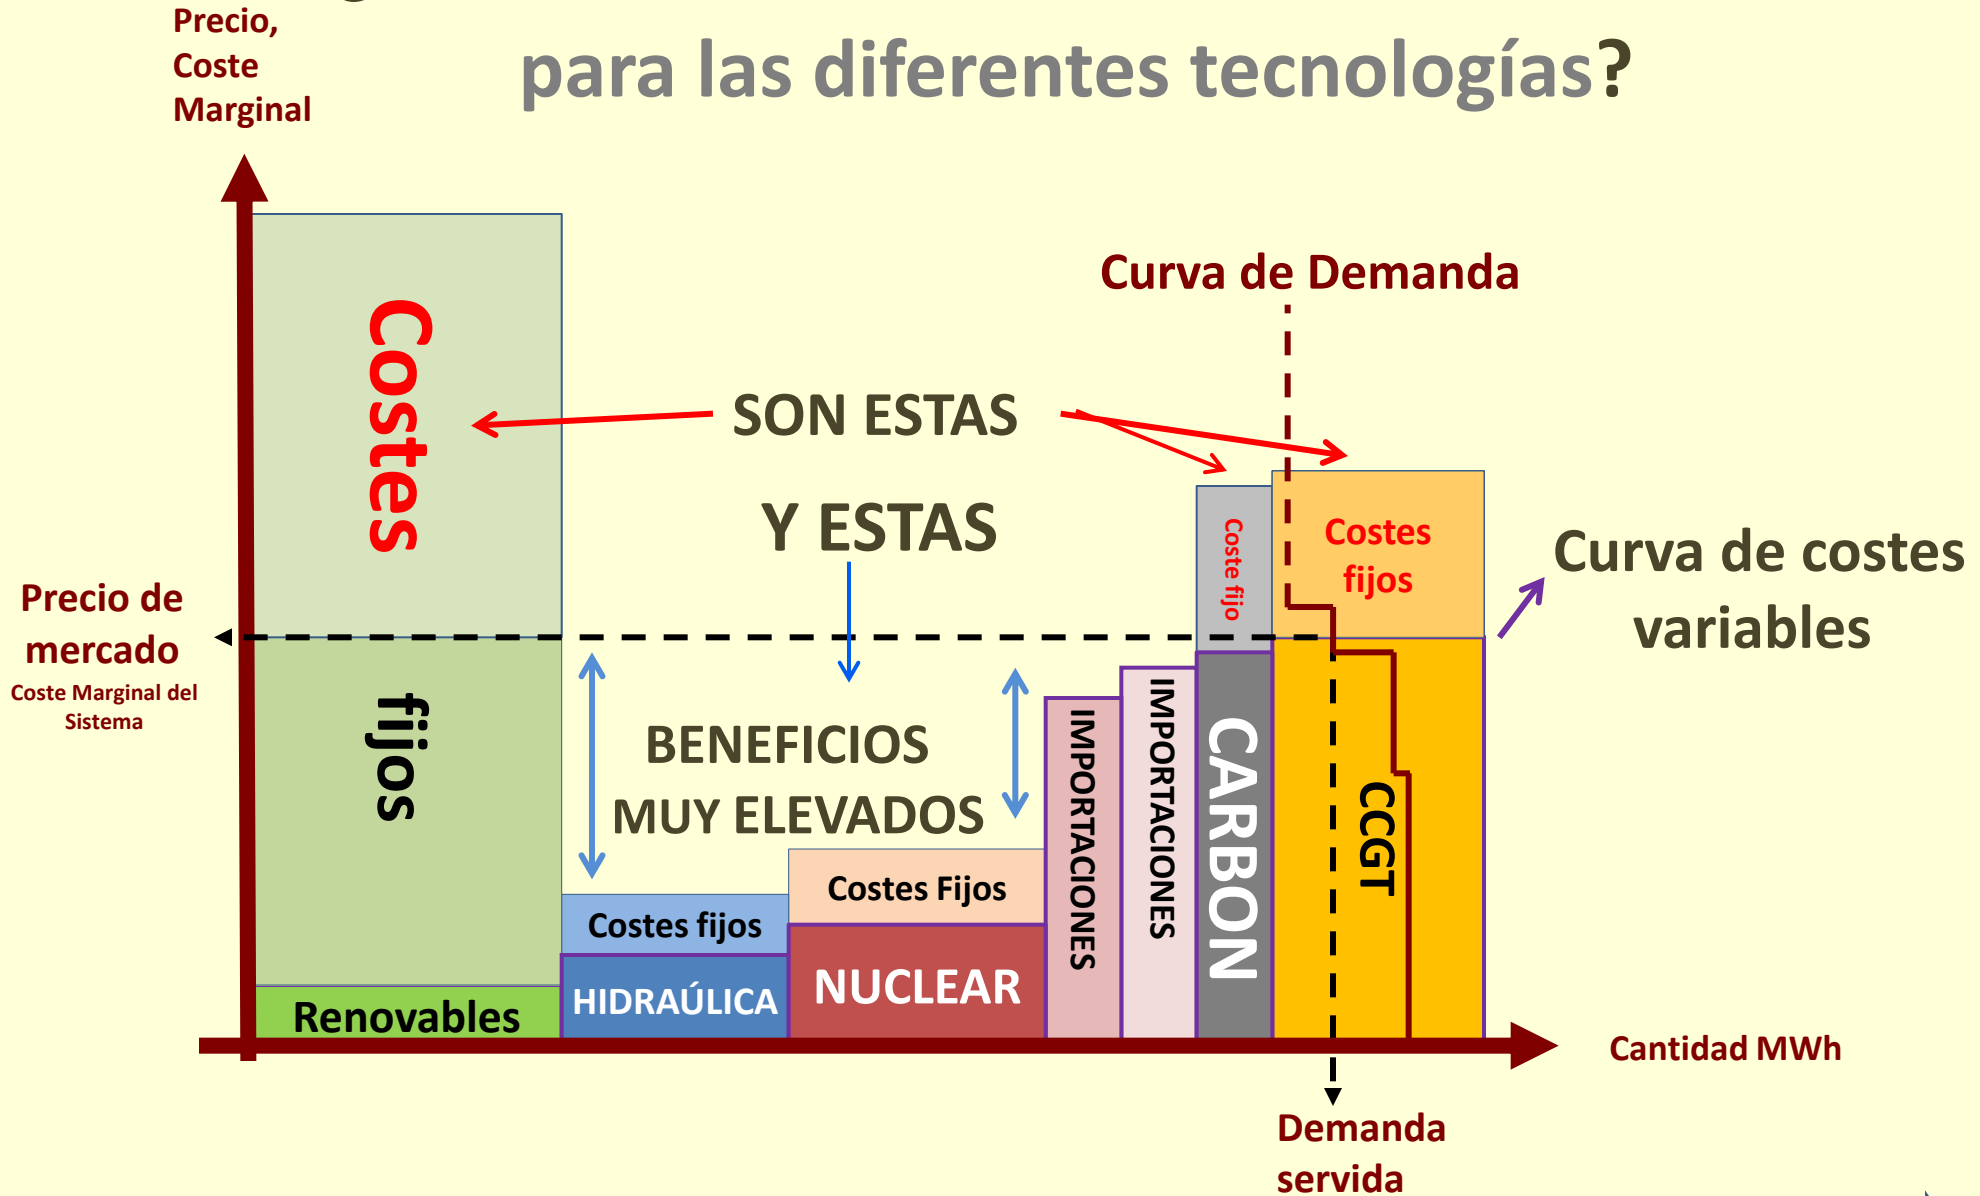 Precio,
Coste
Marginal
para las diferentes tecnologías?
Curva de Demanda
Costes
fijos
SON ESTAS
Y ESTAS
Coste fijo
Costes
fijos
Curva de costes
variables
Precio de
mercado
Coste Marginal del
Sistema
BENEFICIOS
MUY ELEVADOS
IMPORTACIONES
IMPORTACIONES
CARBON
CCGT
Costes fijos
Costes Fijos
HIDRAÚLICA
NUCLEAR
Renovables
Cantidad MWh
Demanda
servida